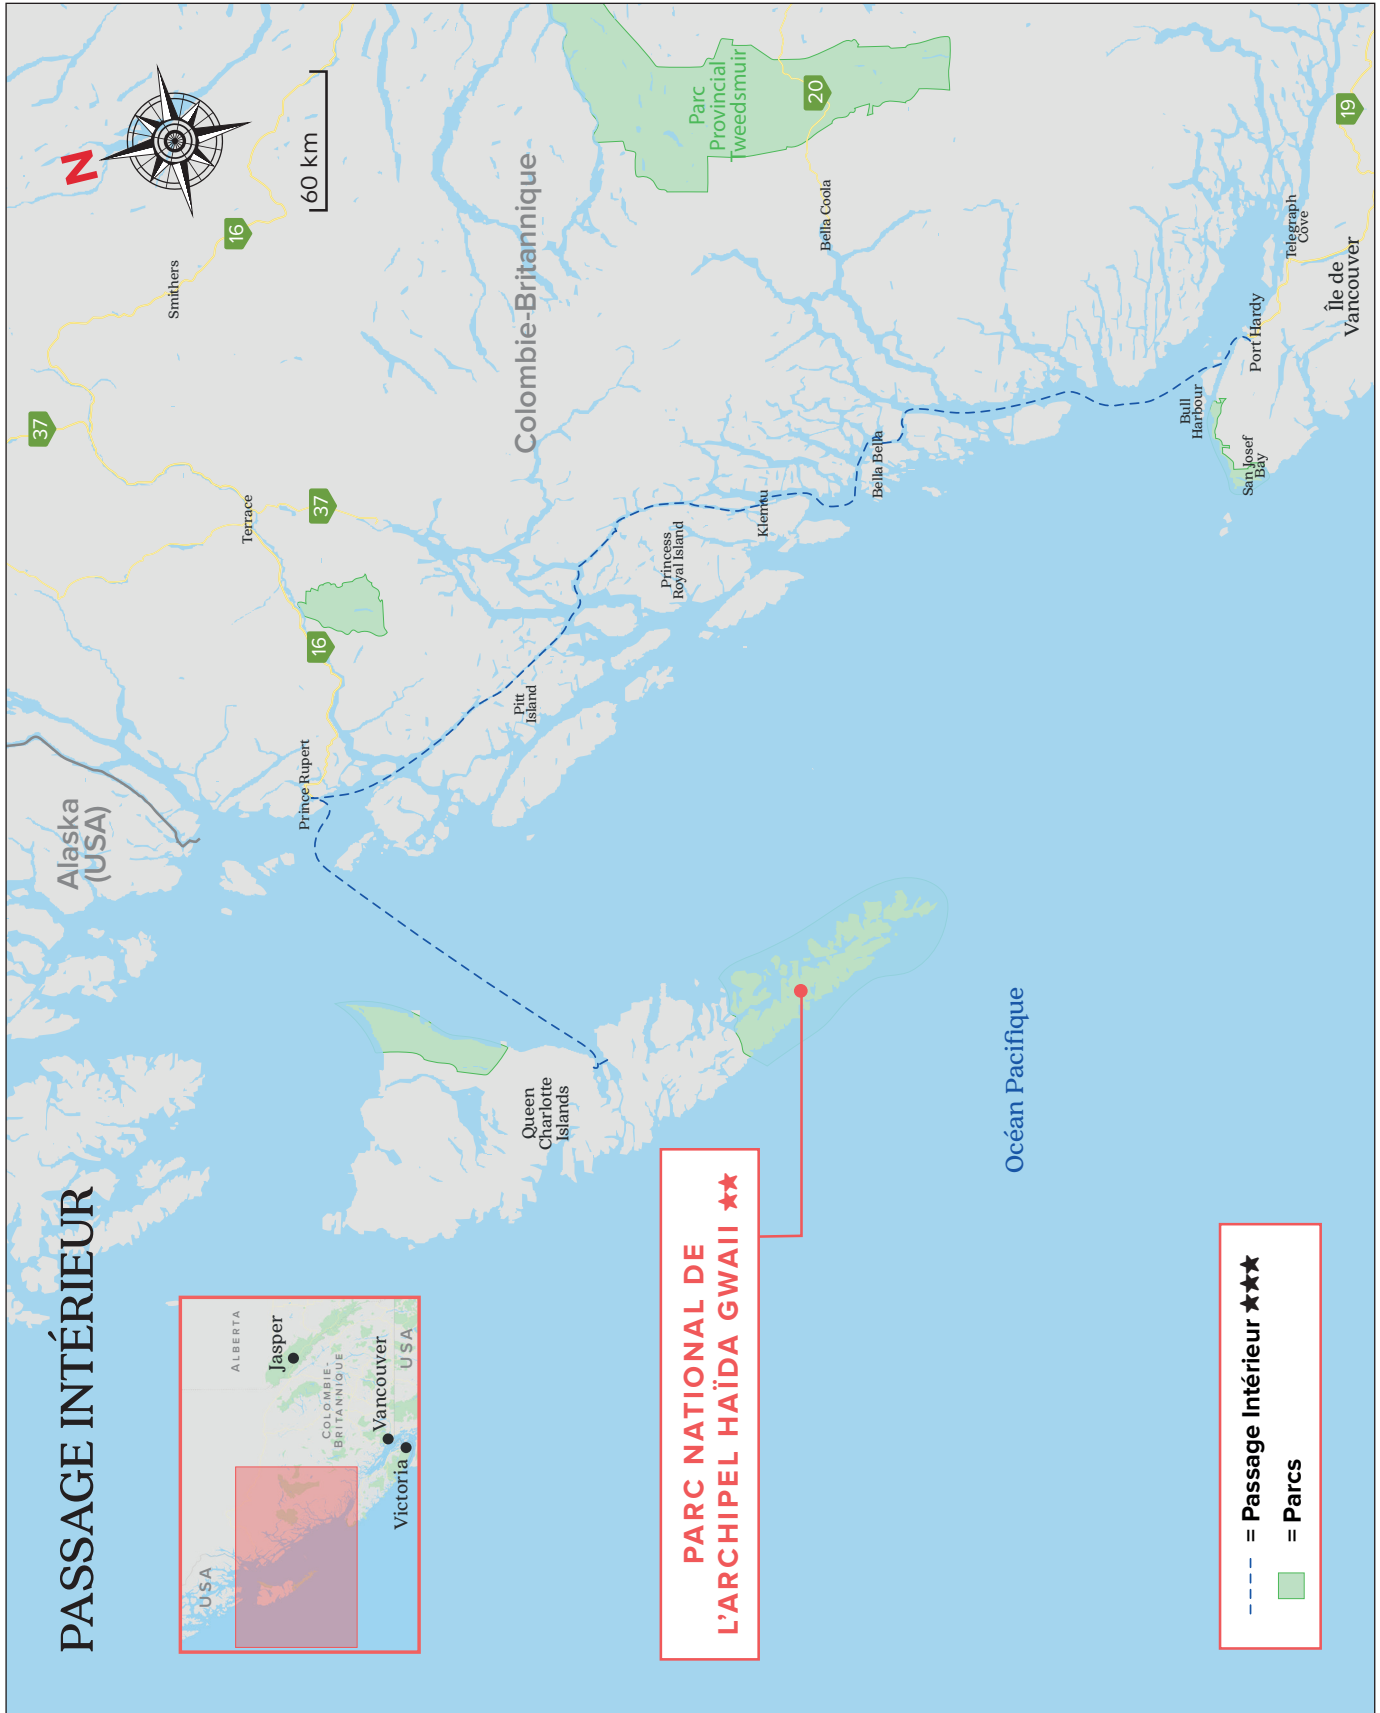 PASSAGE INTÉRIEUR
N
60 km
Alaska
(USA)
37
16
Smithers
Terrace
37
16
Prince Rupert
Colombie-Britannique
Parc
Provincial
Tweedsmuir
20
Bella Coola
Pitt
Island
Princess
Royal Island
Klemtu
Bella Bella
Queen
Charlotte
Islands
Océan Pacifique
Bull
Harbour
San Josef
Bay
Port Hardy
Telegraph
Cove
Île de
Vancouver
19
USA
ALBERTA
Jasper
COLOMBIE-
BRITANNIQUE
Vancouver
Victoria
USA
PARC NATIONAL DE
L'ARCHIPEL HAÏDA GWAII ★★
= Passage Intérieur ★★★
= Parcs